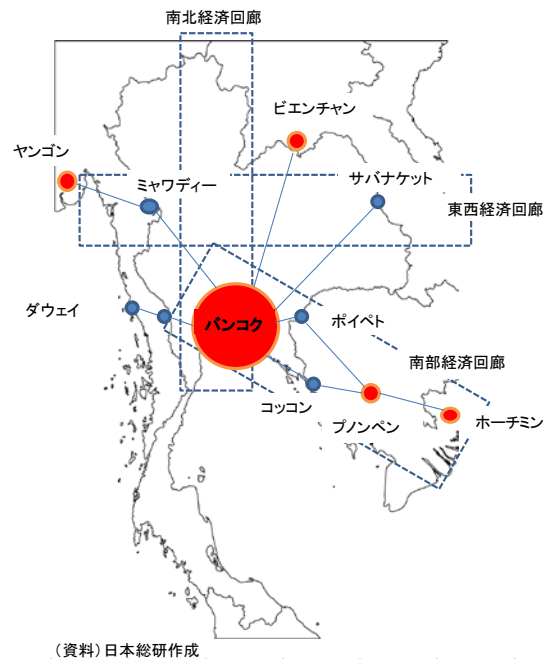 南北経済回廊
ビエンチャン
ヤンゴン
ミャワディー
サバナケット
東西経済回廊
ダウェイ
バンコク
ポイペト
南部経済回廊
コッコン
プノンペン
ホーチミン
(資料)日本総研作成